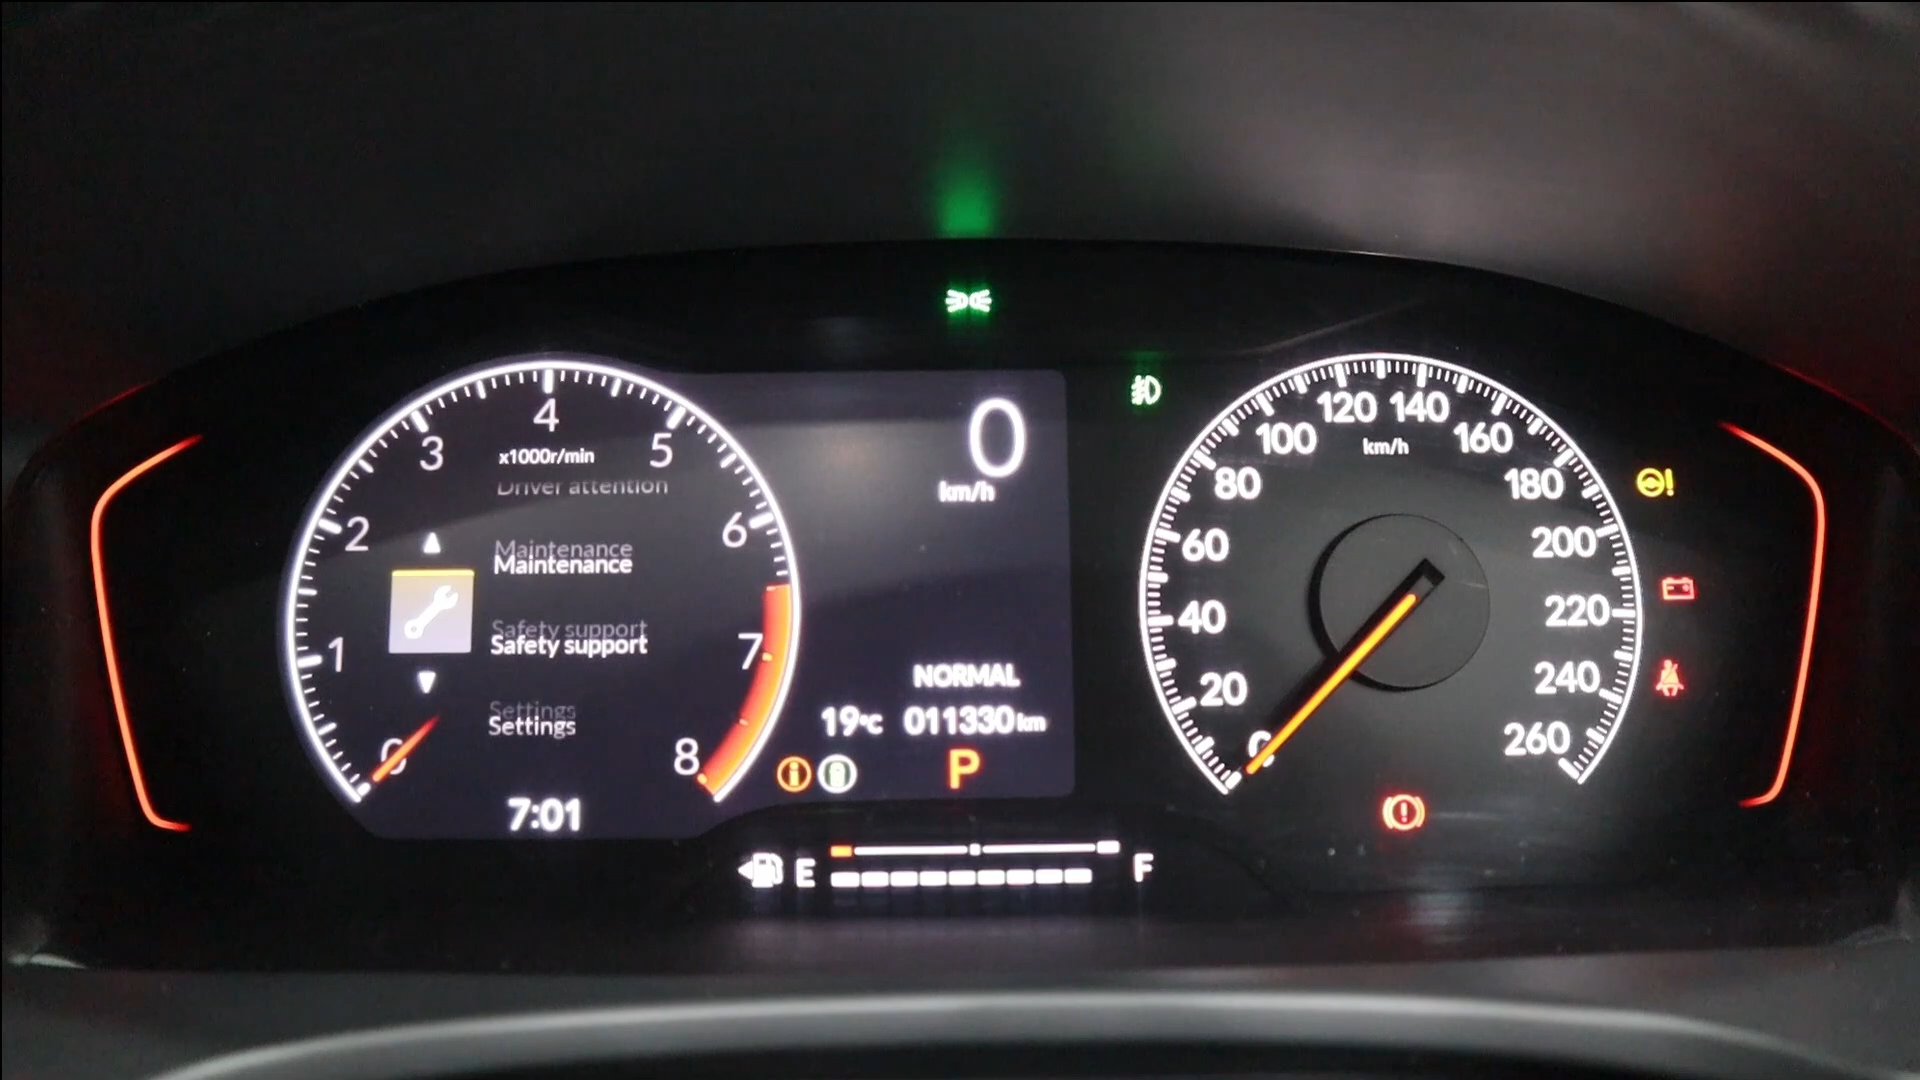 4
3
5
x1000r/min
Driver attention
2
6
Maintenance
Maintenance
Safety support
Safety support
1
7
Settings
Settings
0
8
7:01
0
km/h
NORMAL
19°C 011330 km
P
E
F
120 140
100
km/h
160
80
180
60
200
40
220
20
240
0
260